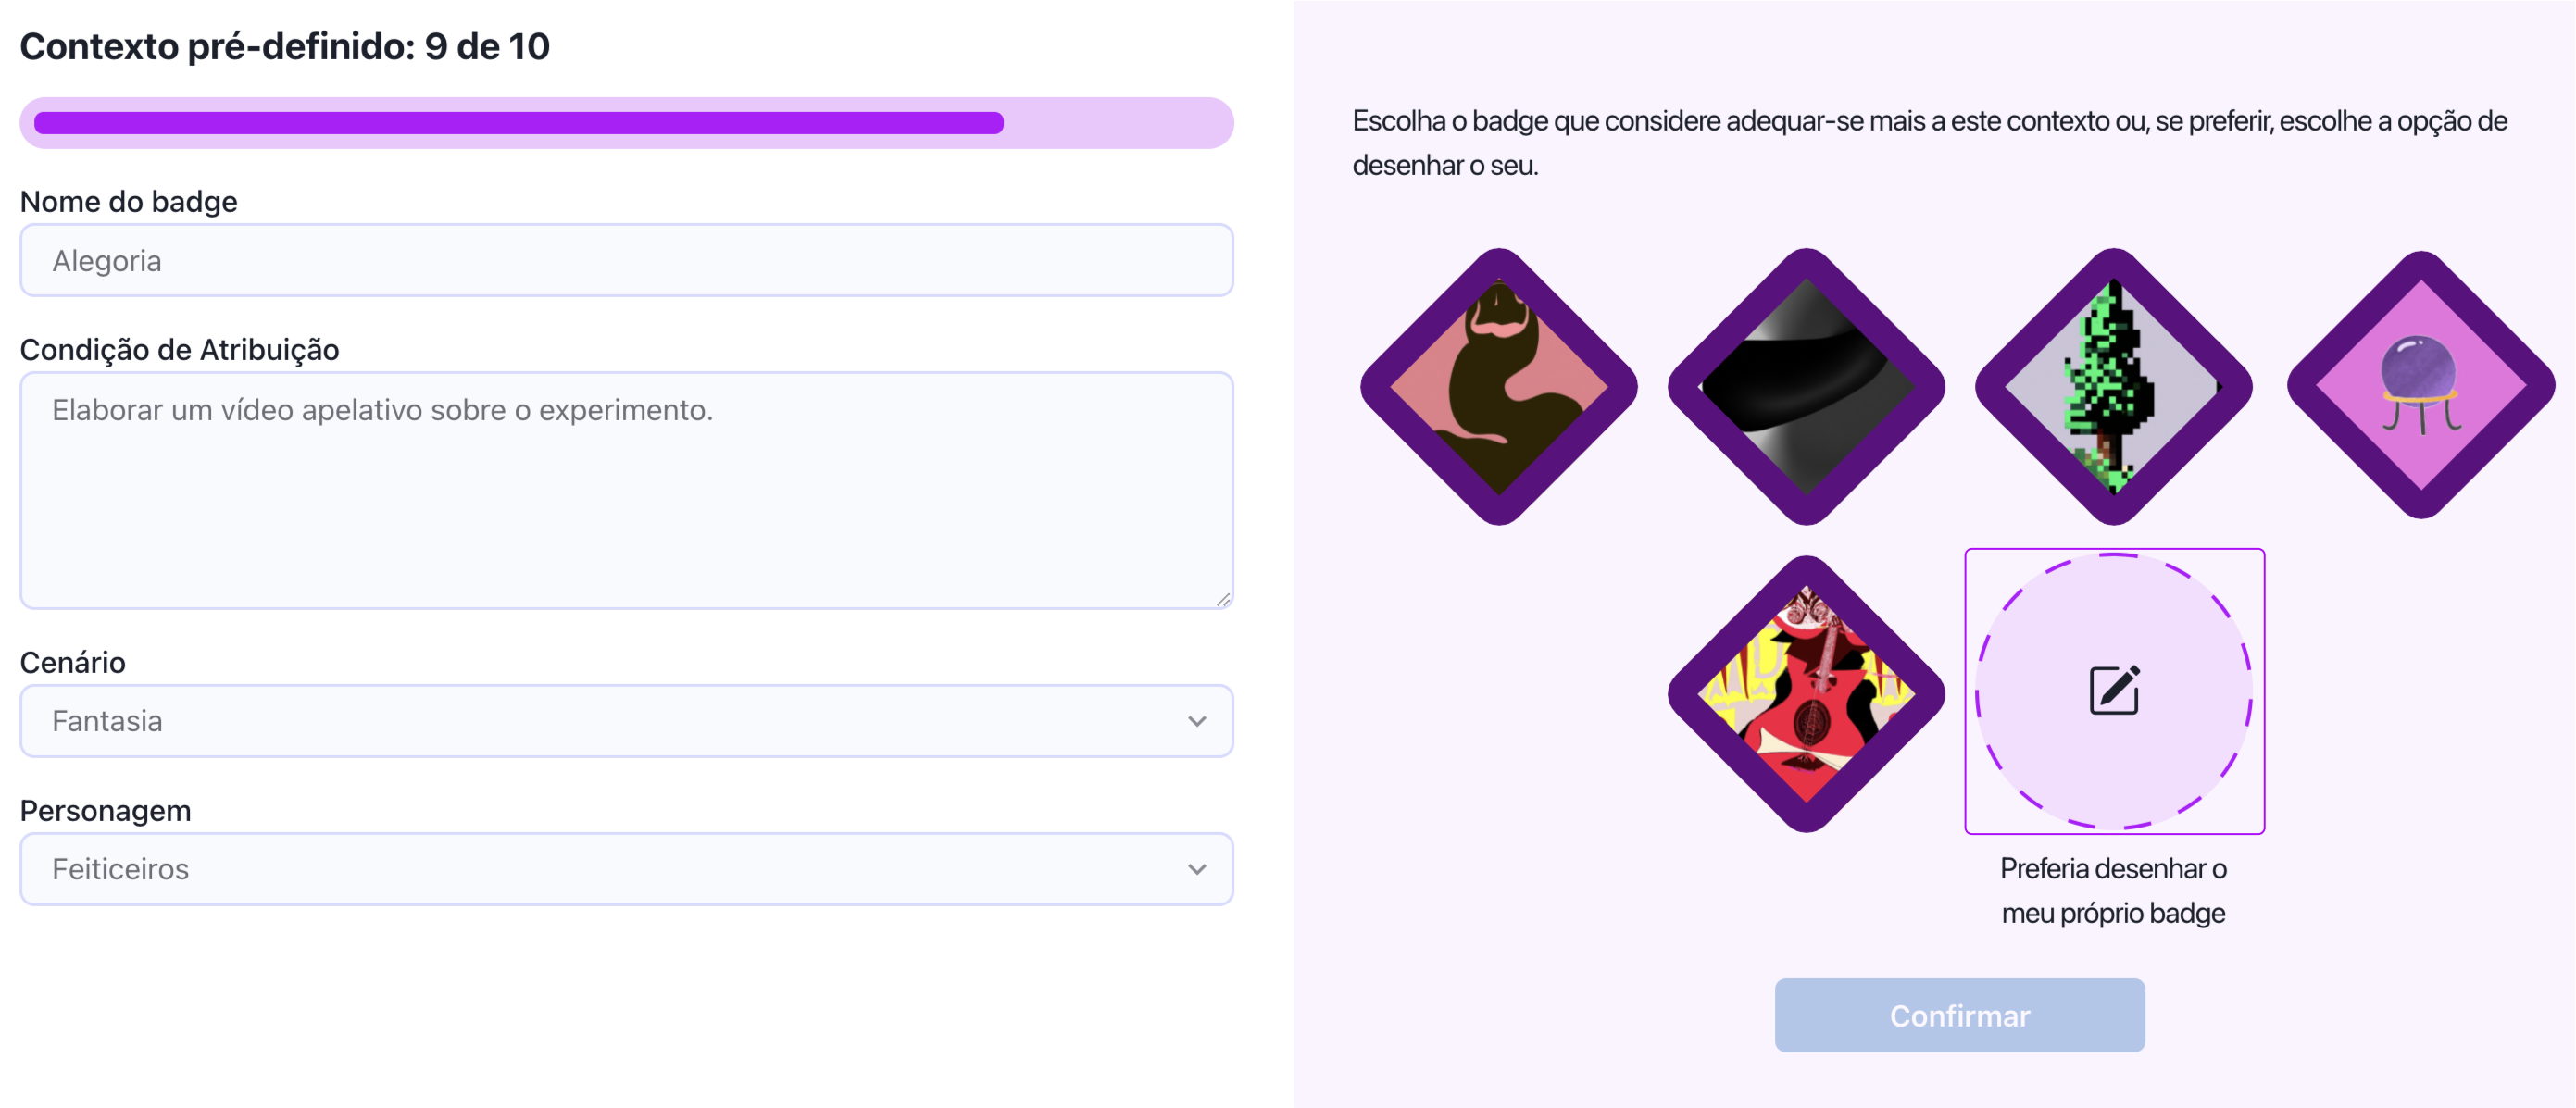 Contexto pré-definido: 9 de 10
Nome do badge
Alegoria
Condição de Atribuição
Elaborar um vídeo apelativo sobre o experimento.
Cenário
Fantasia
Personagem
Feiticeiros
Escolha o badge que considere adequar-se mais a este contexto ou, se preferir, escolhe a opção de
desenhar o seu.
Preferia desenhar o
meu próprio badge
Confirmar